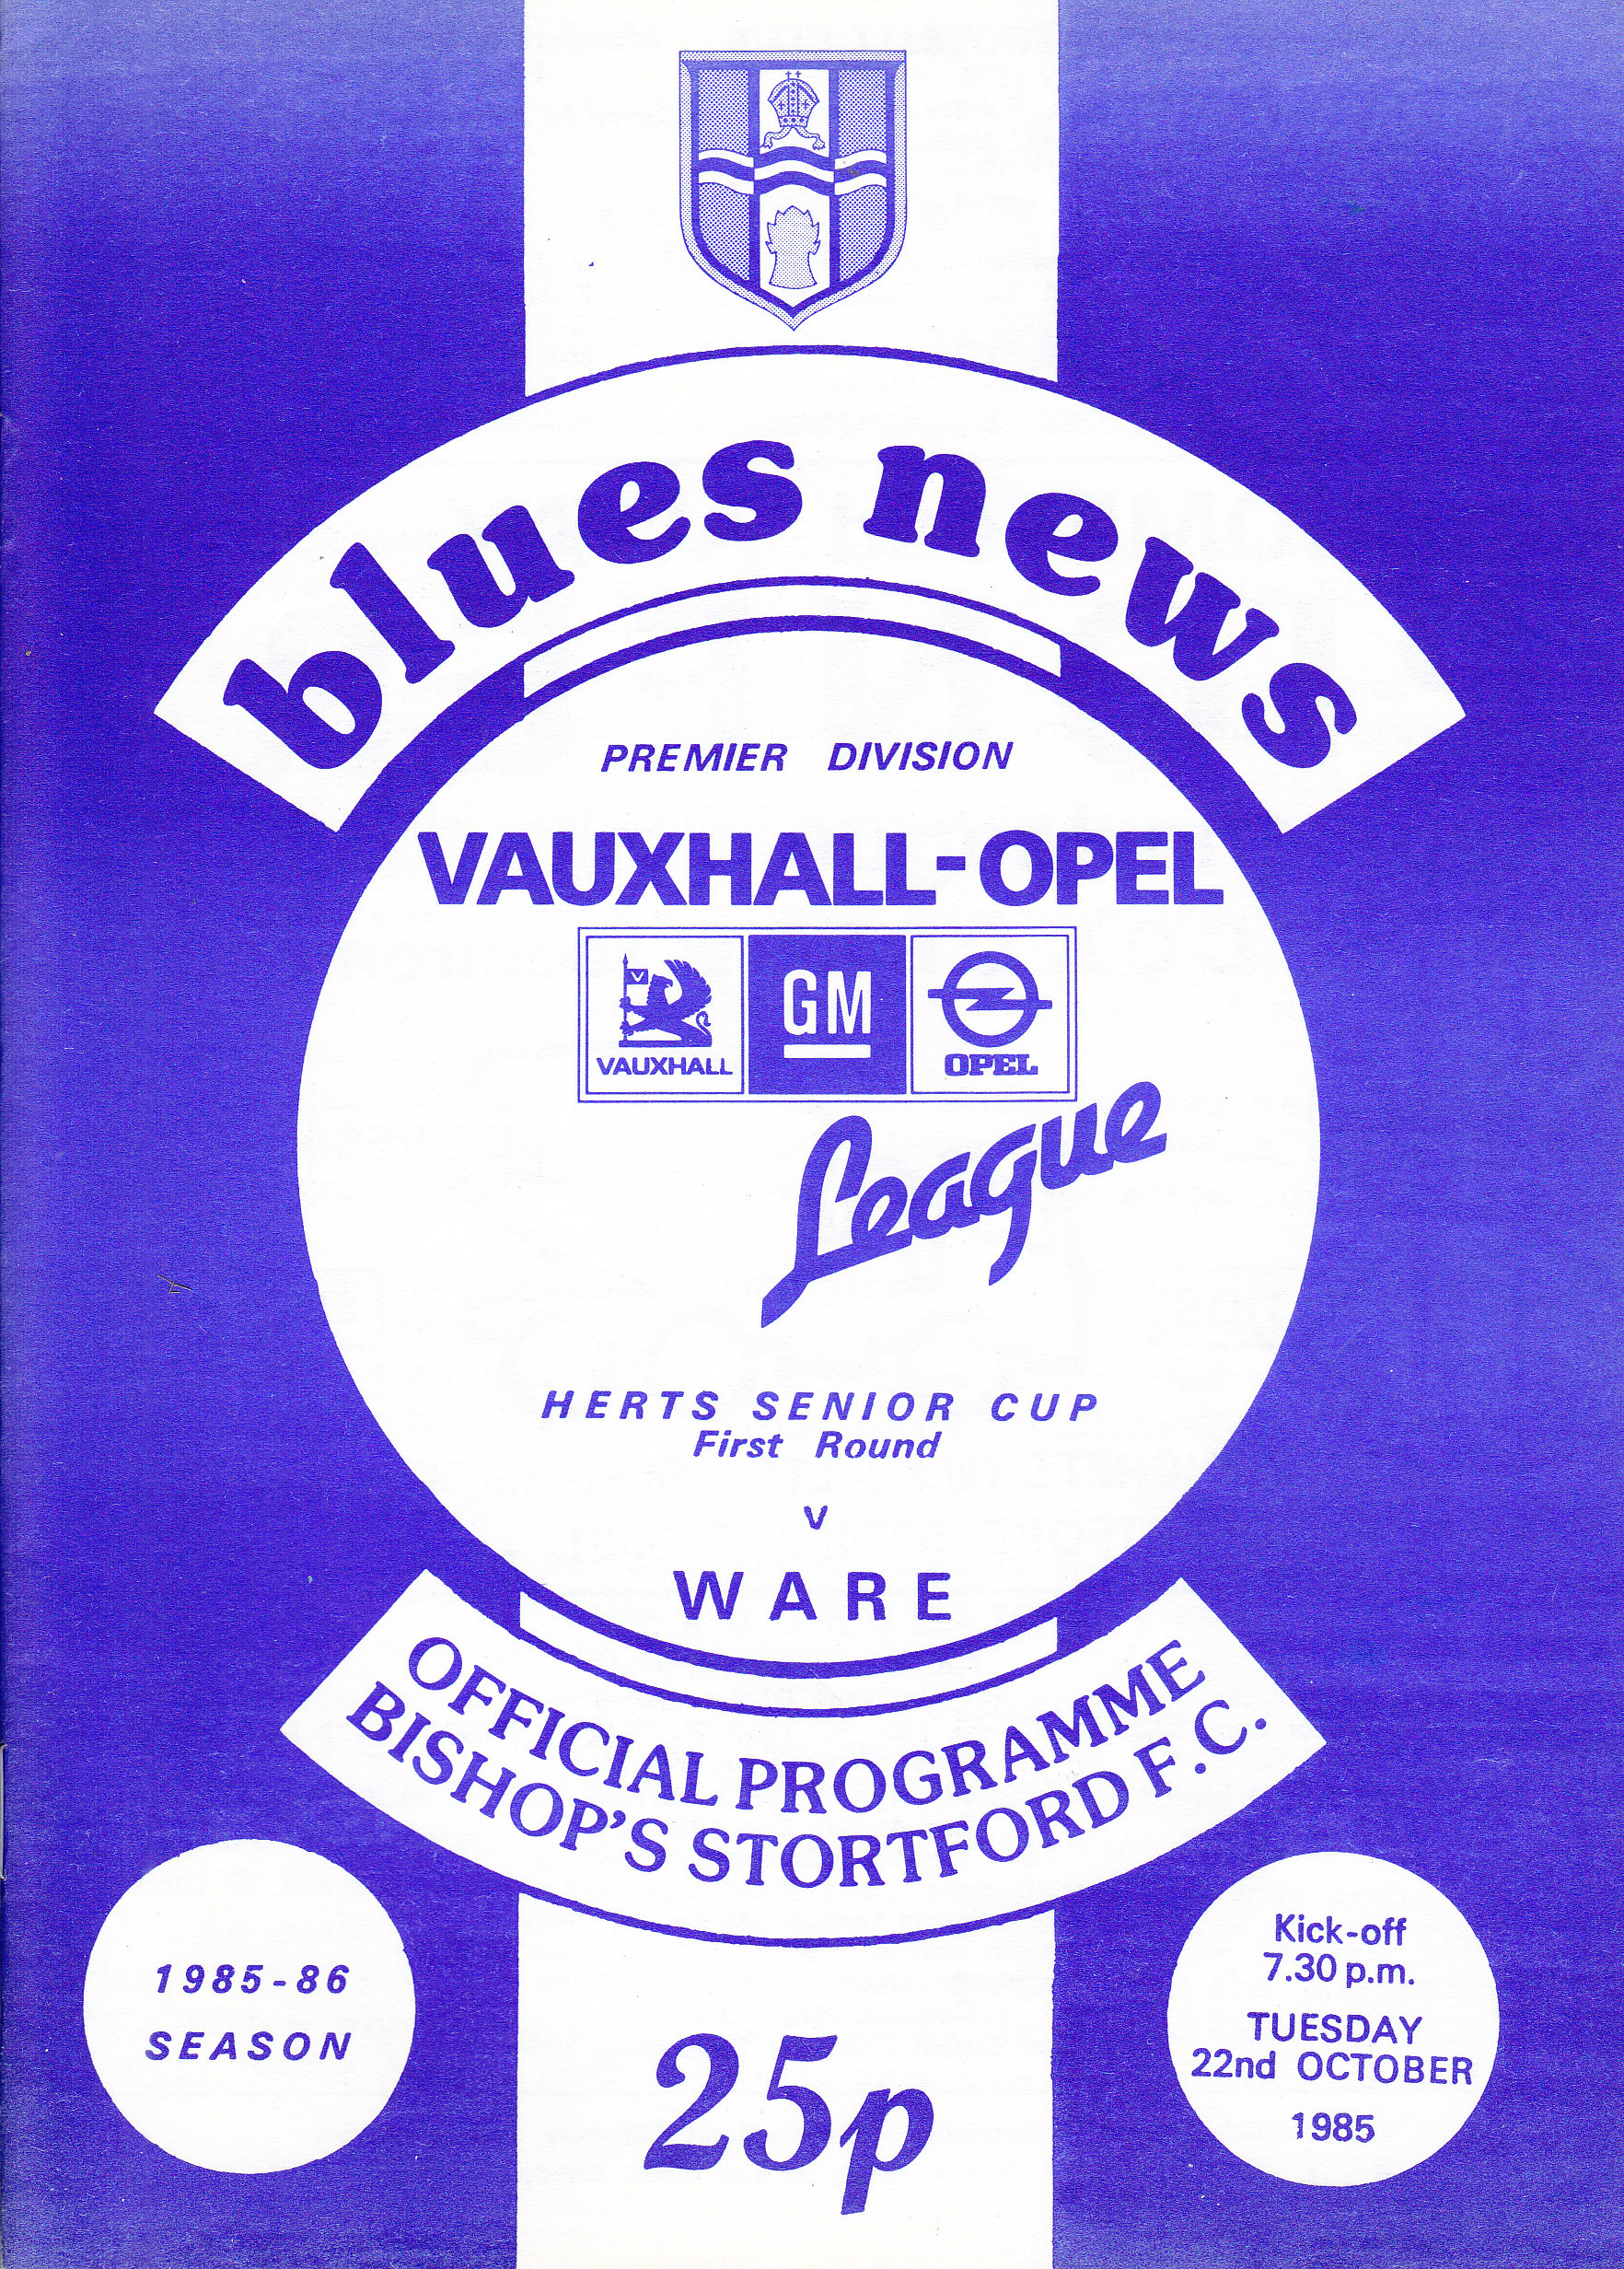 blues news
PREMIER DIVISION
VAUXHALL-OPEL
V
VAUXHALL
GM
OPEL
League
HERTS SENIOR CUP
First Round
v
WARE
OFFICIAL PROGRAMME
BISHOP'S STORTFORD F.C.
1985-86
SEASON
25p
Kick-off
7.30 p.m.
TUESDAY
22nd OCTOBER
1985